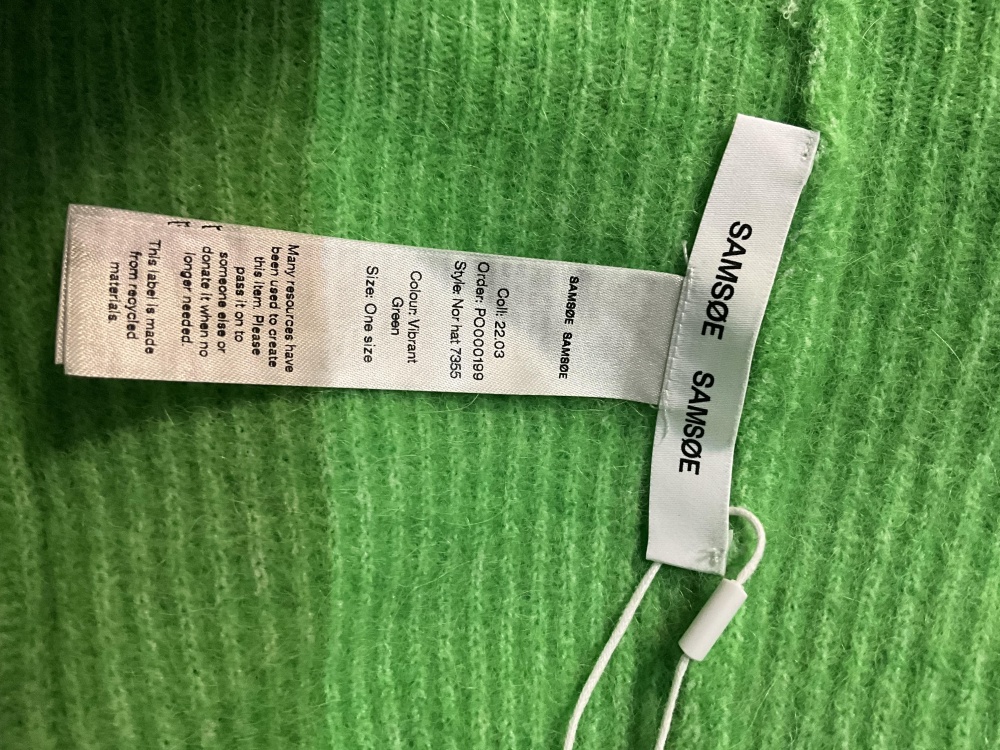 SAMSØE SAMSØE
SAMSØE SAMSØE
Coll: 22.03
Order: PO000199
Style: Nor hat 7355
Colour: Vibrant
Green
Size: One size
Many resources have
been used to create
this item. Please
pass it on to
someone else or
donate it when no
longer needed.
This label is made
from recycled
materials.